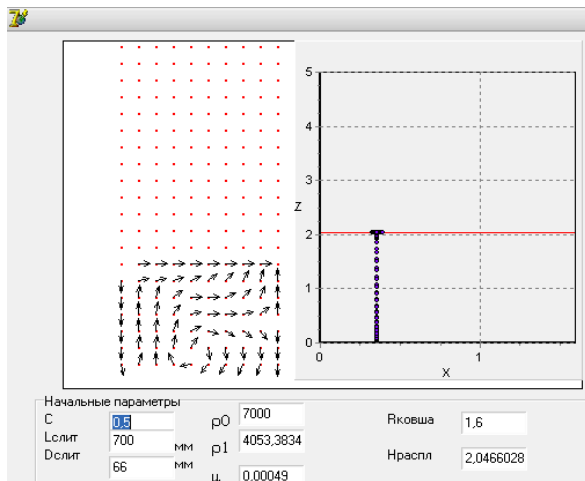 5
4
3
Z
2
1
0
0
1
X
Начальные параметры
C
0,5
Lслит
700
мм
Dслит
66
мм
ρ0
7000
ρ1
4053,3834
μ
0,00049
Rковша
1,6
Hраспл
2,0466028